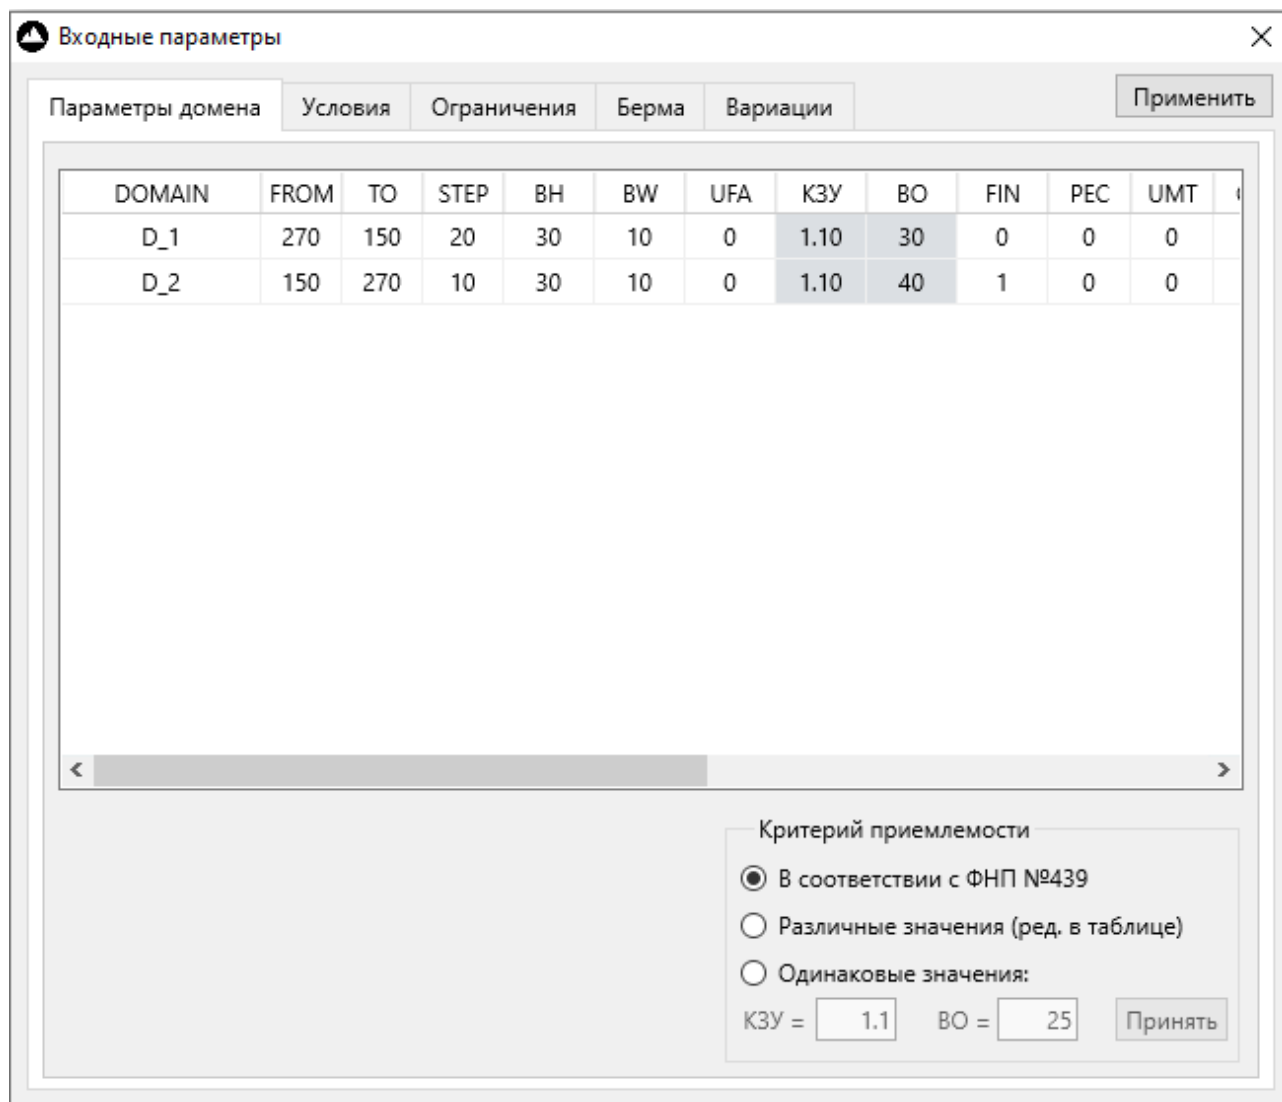 Входные параметры
Параметры домена Условия Ограничения Берма Вариации Применить
DOMAIN FROM TO STEP BH BW UFA КЗУ ВО FIN PEC UMT
D_1 270 150 20 30 10 0 1.10 30 0 0 0
D_2 150 270 10 30 10 0 1.10 40 1 0 0
Критерий приемлемости
В соответствии с ФНП №439
Различные значения (ред. в таблице)
Одинаковые значения:
КЗУ = 1.1 ВО = 25 Принять